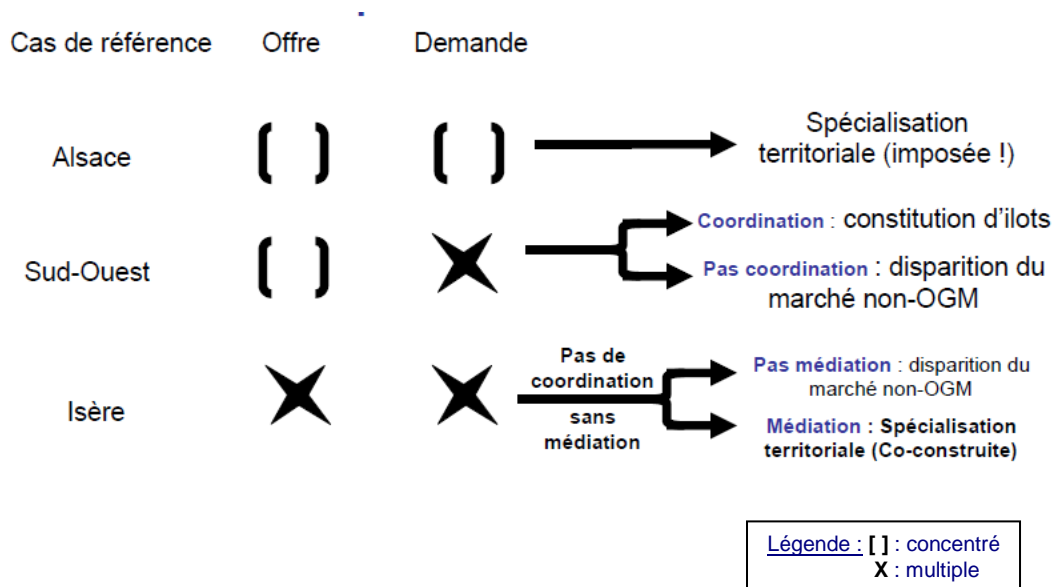 Cas de référence Offre Demande
Alsace [ ] [ ] Spécialisation
territoriale (imposée !)
Sud-Ouest [ ] X Coordination : constitution d'ilots
Pas coordination : disparition du
marché non-OGM
Isère X X Pas de
coordination
sans
médiation
Pas médiation : disparition du
marché non-OGM
Médiation : Spécialisation
territoriale (Co-construite)
Légende : [ ] : concentré
X : multiple